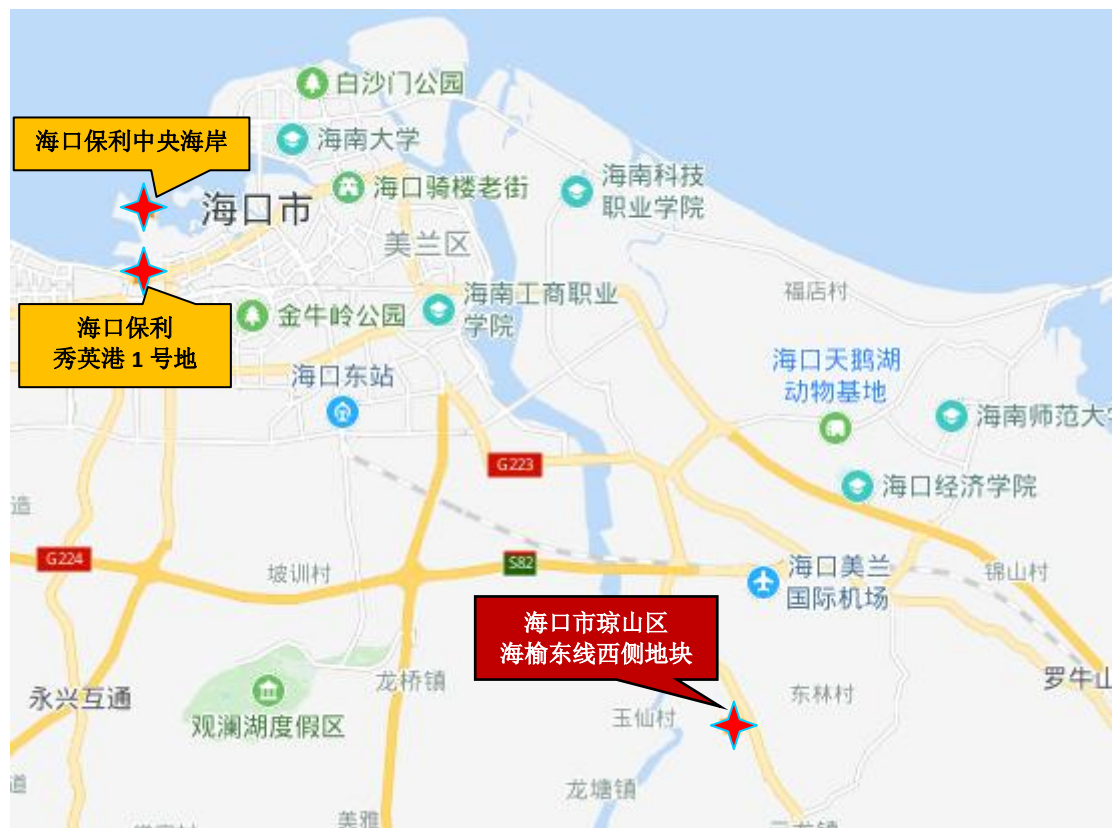 白沙门公园
海口保利中央海岸
海南大学
海南科技
职业学院
海口骑楼老街
海口市
美兰区
福店村
海南工商职业
学院
金牛岭公园
海口保利
秀英港 1 号地
海口天鹅湖
动物基地
海口东站
海南师范大
G223
海口经济学院
造
G224
S82
坡训村
海口美兰
国际机场
锦山村
海口市琼山区
海榆东线西侧地块
龙桥镇
东林村
罗牛山
永兴互通
玉仙村
观澜湖度假区
道
龙塘镇
美雅